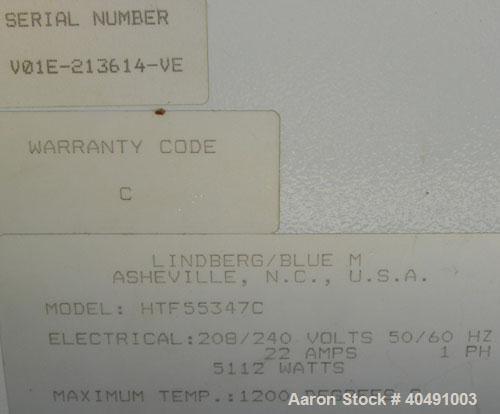 SERIAL NUMBER
V01E-213614-VE
WARRANTY CODE
C
LINDBERG/BLUE M
ASHEVILLE, N.C., U.S.A.
MODEL: HTF55347C
ELECTRICAL:208/240 VOLTS 50/60 HZ
22 AMPS 1 PH
5112 WATTS
MAXIMUM TEMP.:1200 DEGREES C
Aaron Stock # 40491003